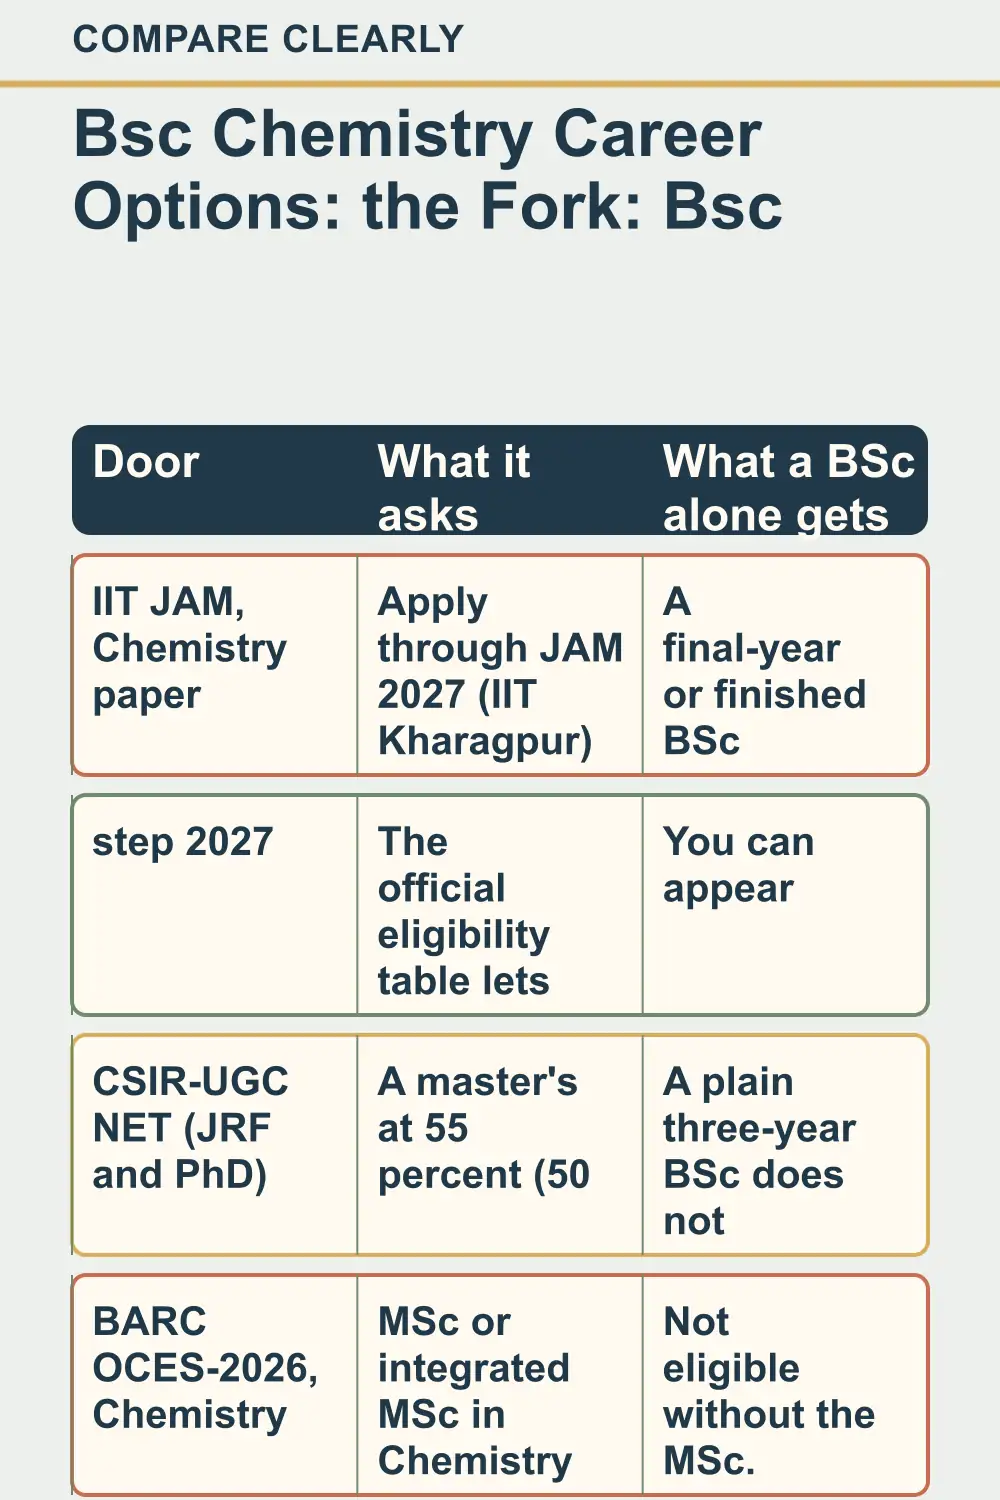 COMPARE CLEARLY
Bsc Chemistry Career
Options: the Fork: Bsc
Door
What it
asks
What a BSc
alone gets
IIT JAM,
Chemistry
paper
Apply
through JAM
2027 (IIT
Kharagpur)
A
final-year
or finished
BSc
step 2027
The
official
eligibility
table lets
You can
appear
CSIR-UGC
NET (JRF
and PhD)
A master's
at 55
percent (50
A plain
three-year
BSc does
not
BARC
OCES-2026,
Chemistry
MSc or
integrated
MSc in
Chemistry
Not
eligible
without the
MSc.